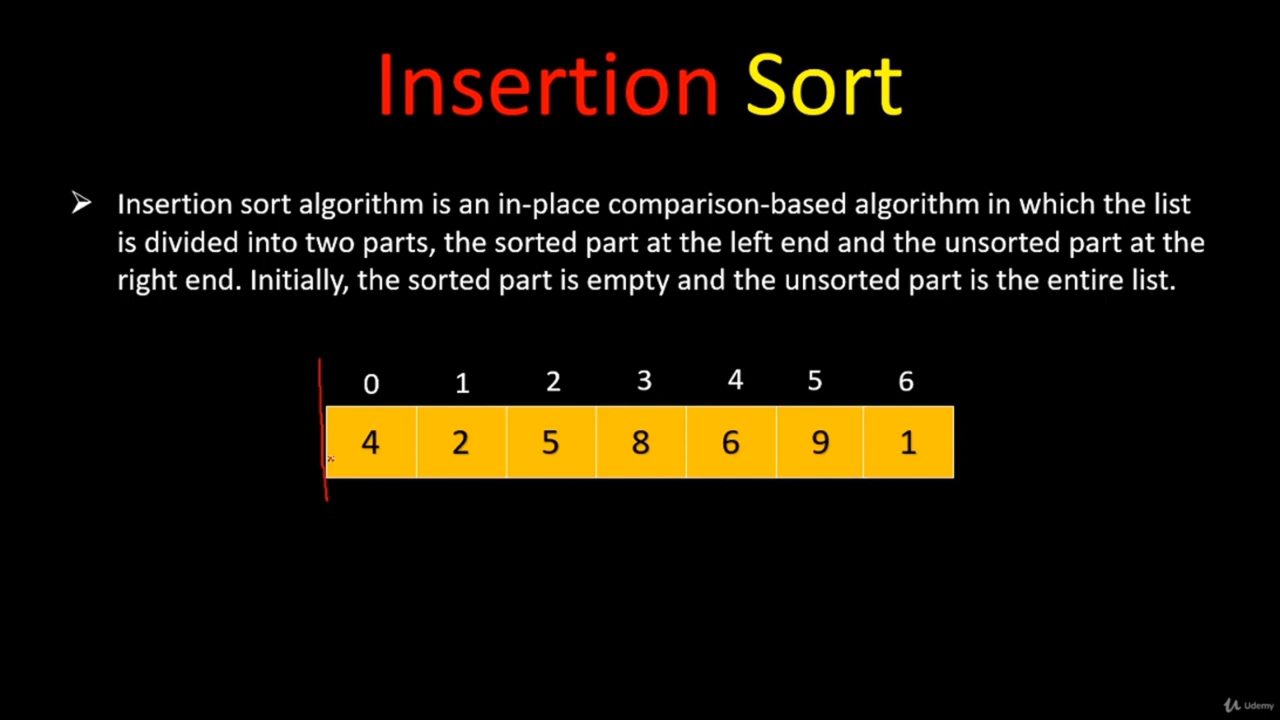 Insertion Sort
➢ Insertion sort algorithm is an in-place comparison-based algorithm in which the list
is divided into two parts, the sorted part at the left end and the unsorted part at the
right end. Initially, the sorted part is empty and the unsorted part is the entire list.
0 1 2 3 4 5 6
4 2 5 8 6 9 1
Udemy